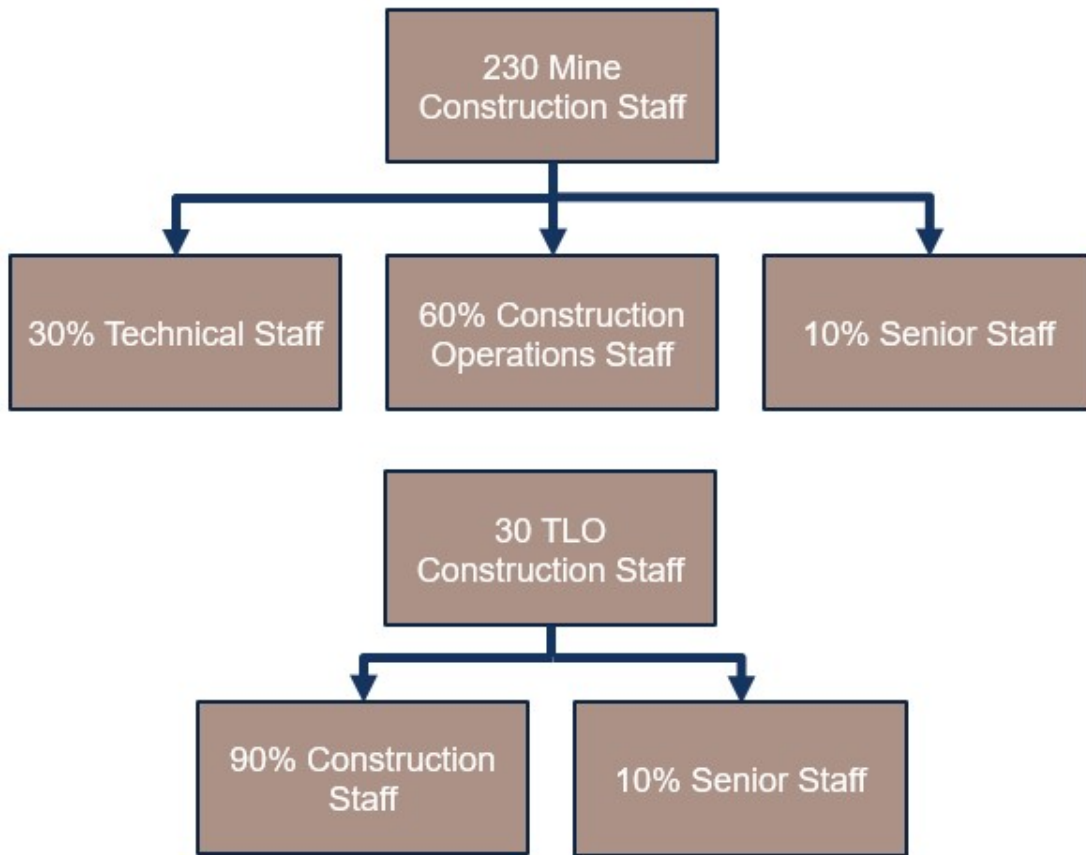 230 Mine
Construction Staff
30% Technical Staff
60% Construction
Operations Staff
10% Senior Staff
30 TLO
Construction Staff
90% Construction
Staff
10% Senior Staff